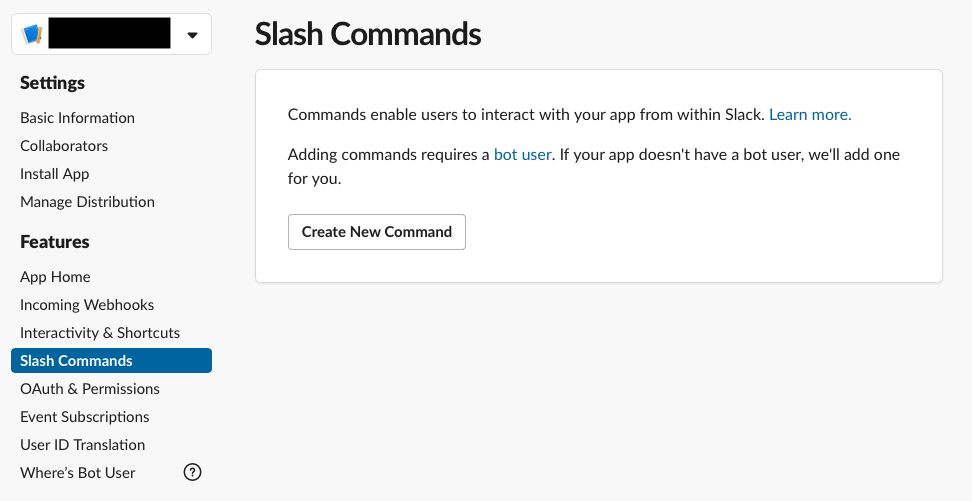 Slash Commands
Settings
Basic Information
Collaborators
Install App
Manage Distribution
Features
App Home
Incoming Webhooks
Interactivity & Shortcuts
Slash Commands
OAuth & Permissions
Event Subscriptions
User ID Translation
Where’s Bot User
?
Commands enable users to interact with your app from within Slack. Learn more.
Adding commands requires a bot user. If your app doesn't have a bot user, we'll add one
for you.
Create New Command